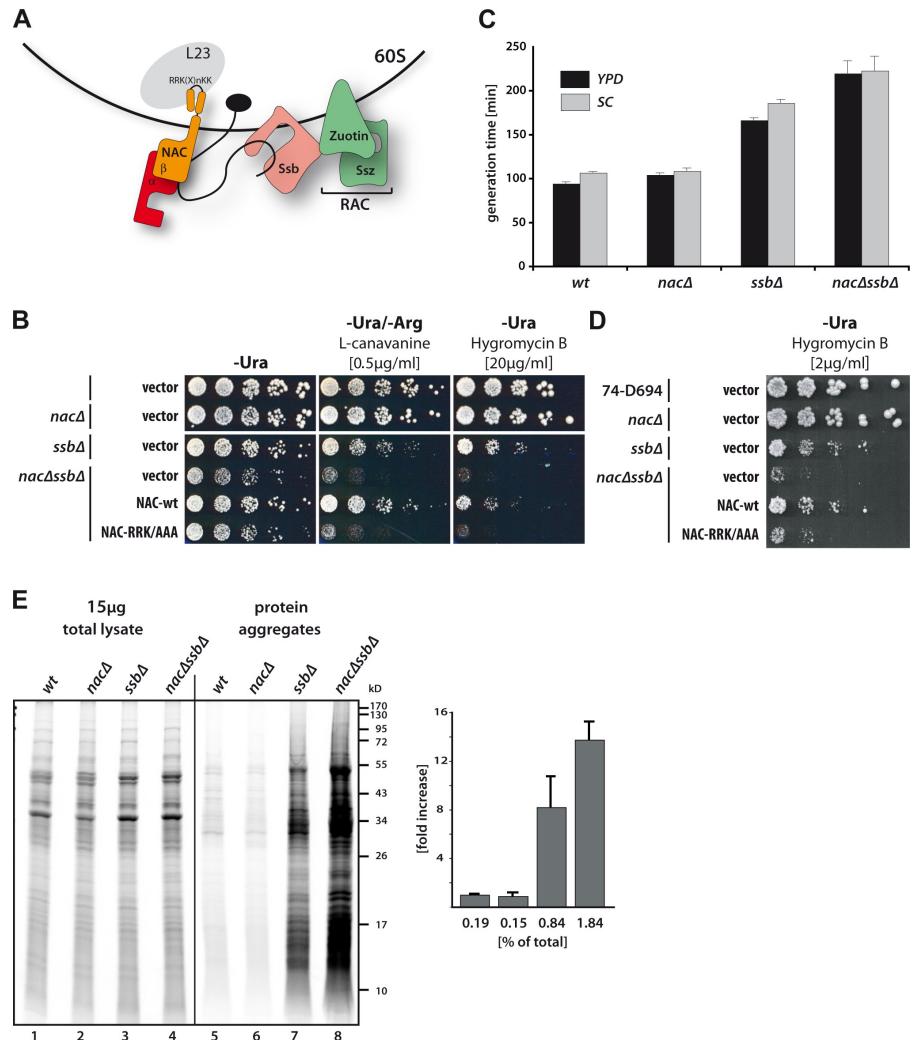 A
L23
60S
RRK(X)nKK
NAC
β
α
Ssb
Zuotin
Ssz
RAC
C
generation time [min]
250
200
150
100
50
0
YPD
SC
wt
nacΔ
ssbΔ
nacΔssbΔ
B
-Ura
-Ura/-Arg
L-canavanine
[0.5µg/ml]
-Ura
Hygromycin B
[20µg/ml]
vector
nacΔ
vector
ssbΔ
vector
nacΔssbΔ
vector
NAC-wt
NAC-RRK/AAA
D
-Ura
Hygromycin B
[2µg/ml]
74-D694
vector
nacΔ
vector
ssbΔ
vector
nacΔssbΔ
vector
NAC-wt
NAC-RRK/AAA
E
15µg
total lysate
protein
aggregates
wt
nacΔ
ssbΔ
nacΔssbΔ
wt
nacΔ
ssbΔ
nacΔssbΔ
kD
170
130
95
72
55
43
34
26
17
10
1 2 3 4 5 6 7 8
[fold increase]
16
12
8
4
0.19 0.15 0.84 1.84
[% of total]